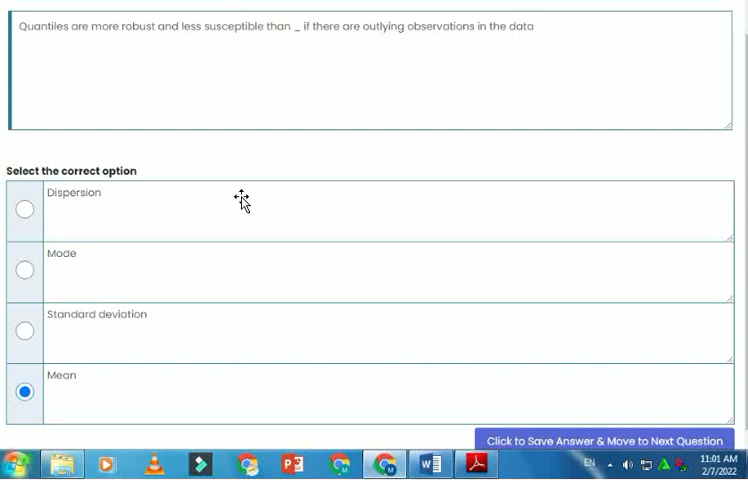 Quantiles are more robust and less susceptible than _ if there are outlying observations in the data
Select the correct option
Dispersion
Mode
Standard deviation
Mean
Click to Save Answer & Move to Next Question
EN
11:01 AM
2/7/2022